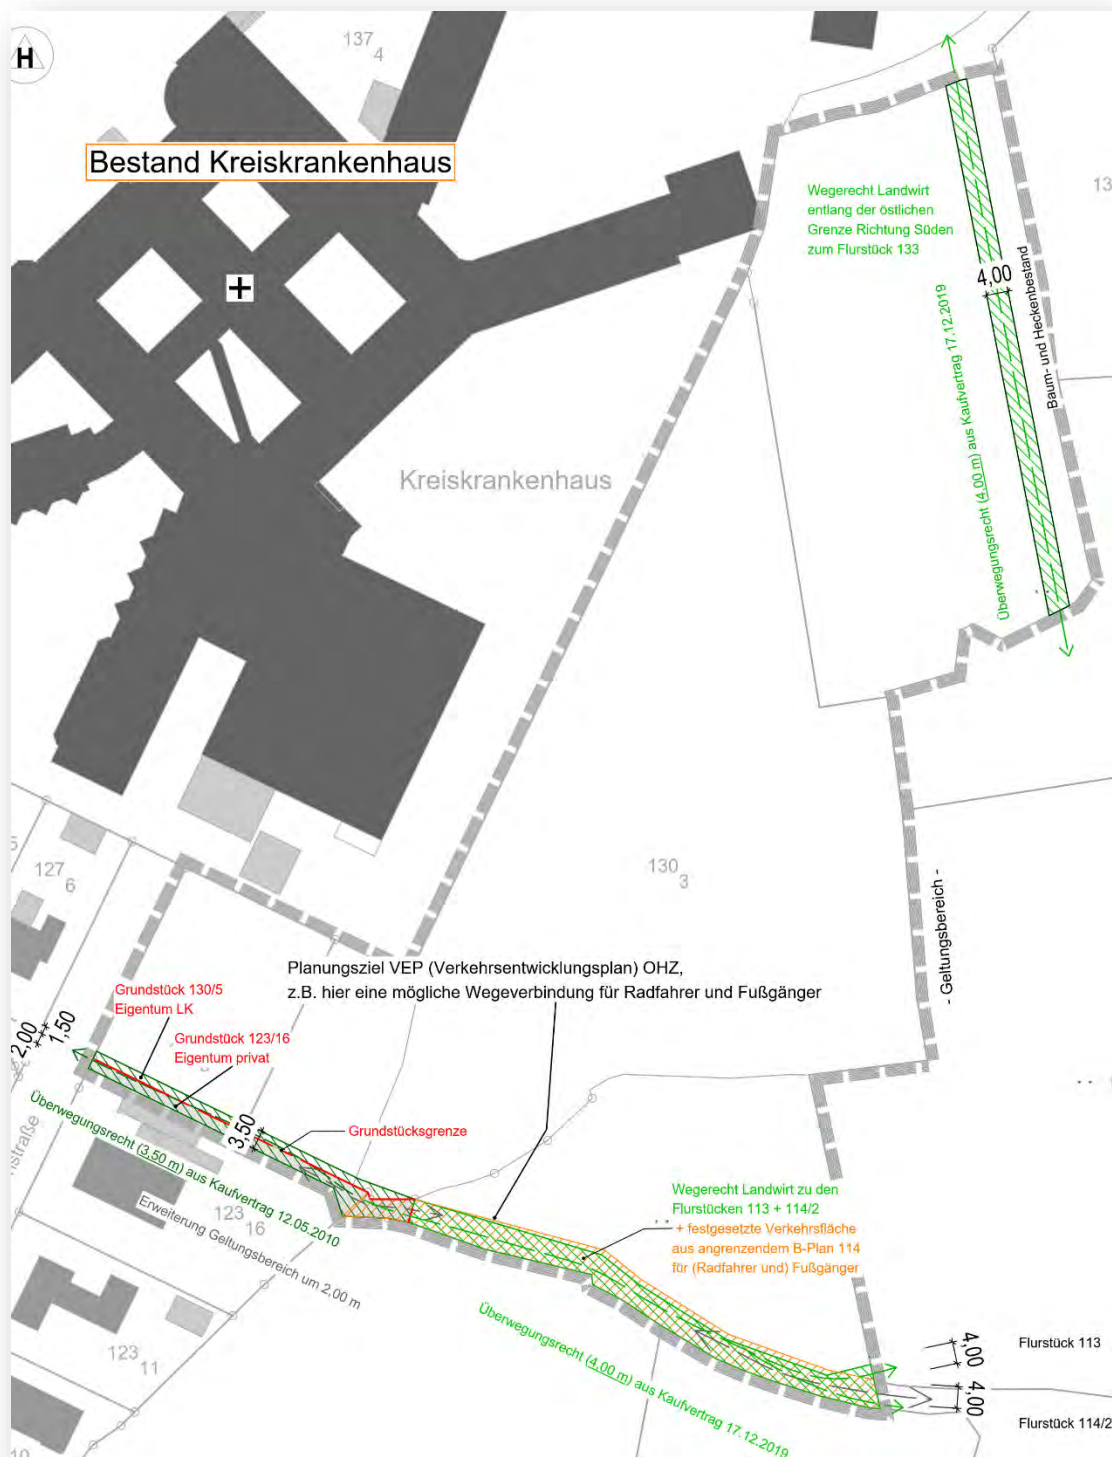 H
137
4
Bestand Kreiskrankenhaus
Wegerecht Landwirt
entlang der östlichen
Grenze Richtung Süden
zum Flurstück 133
13
4,00
Baum- und Heckenbestand
Überwegungsrecht (4,00 m) aus Kaufvertrag 17.12.2019
Kreiskrankenhaus
127
6
130
3
- Geltungsbereich -
Planungsziel VEP (Verkehrsentwicklungsplan) OHZ,
z.B. hier eine mögliche Wegeverbindung für Radfahrer und Fußgänger
Grundstück 130/5
Eigentum LK
2,00
1,50
Grundstück 123/16
Eigentum privat
3,50
Grundstücksgrenze
Überwegungsrecht (3,50 m) aus Kaufvertrag 12.05.2010
Erweiterung Geltungsbereich um 2,00 m
123
16
Wegerecht Landwirt zu den
Flurstücken 113 + 114/2
+ festgesetzte Verkehrsfläche
aus angrenzendem B-Plan 114
für (Radfahrer und) Fußgänger
Überwegungsrecht (4,00 m) aus Kaufvertrag 17.12.2019
4,00
Flurstück 113
4,00
Flurstück 114/2
123
11